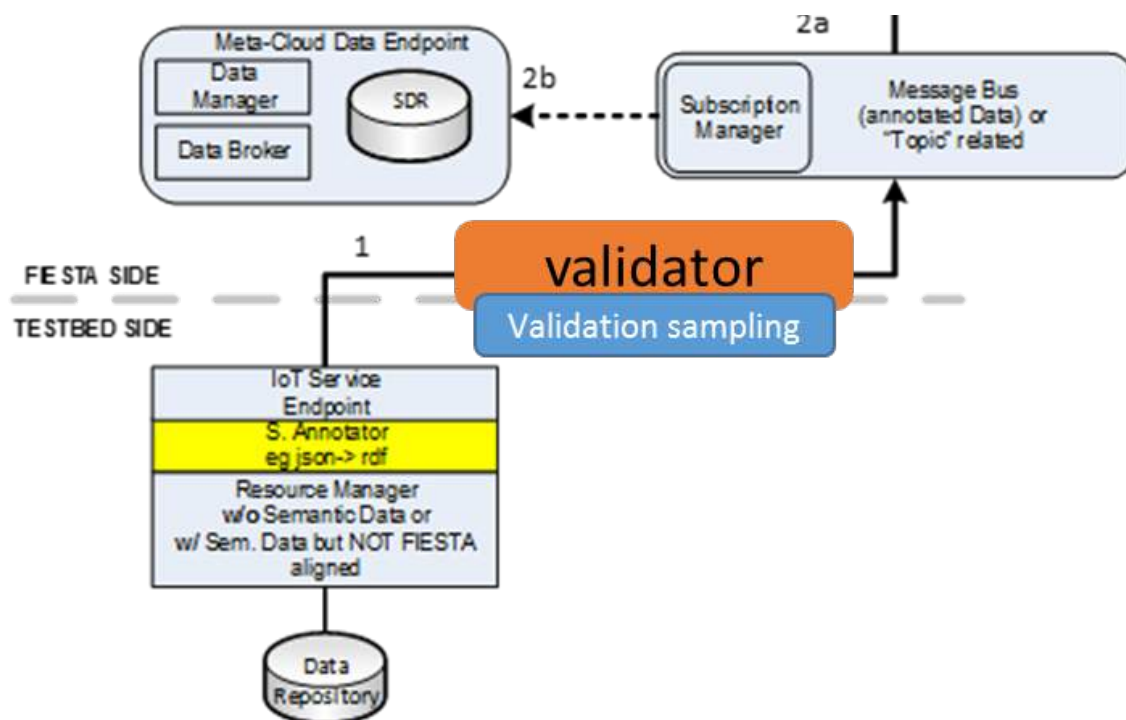 2a
Meta-Cloud Data Endpoint
Data
Manager
SDR
Data Broker
2b
Subscription
Manager
Message Bus
(annotated Data) or
"Topic" related
1
validator
Validation sampling
FIESTA SIDE
TESTBED SIDE
IoT Service
Endpoint
S. Annotator
eg json-> rdf
Resource Manager
w/o Semantic Data or
w/ Sem. Data but NOT FIESTA
aligned
Data
Repository